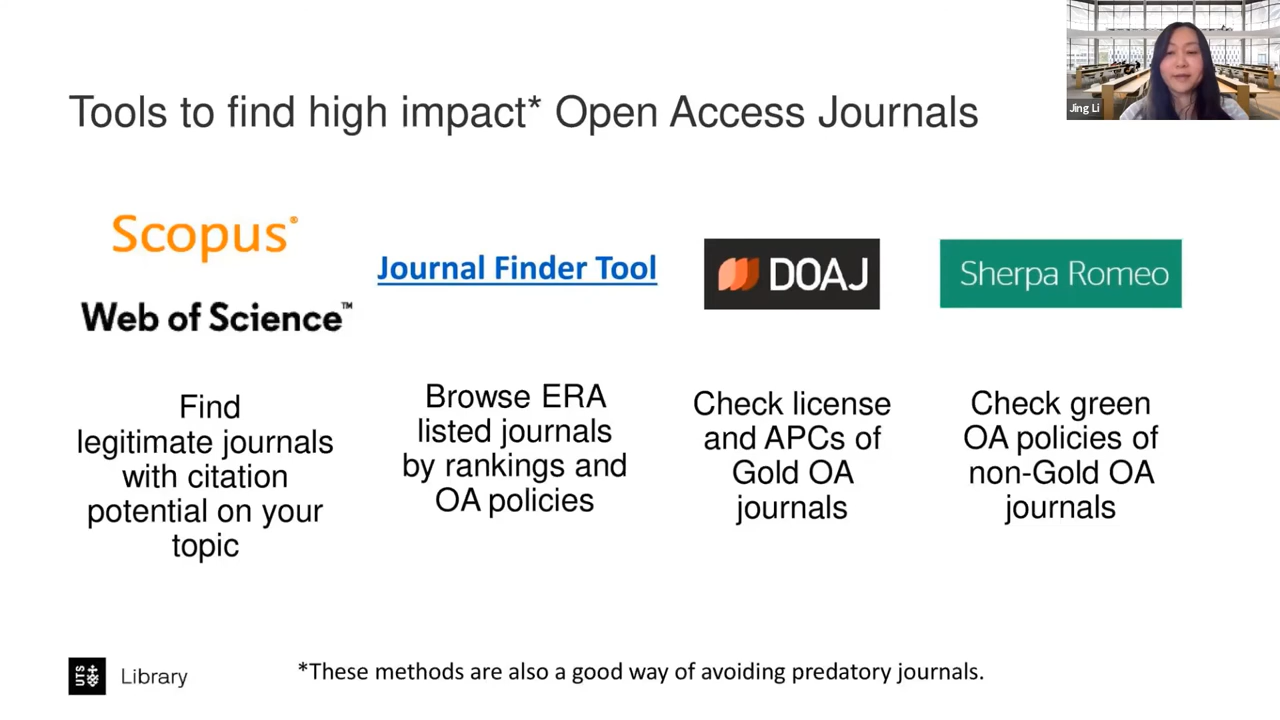 Tools to find high impact* Open Access Journals
Jing Li
Scopus®
Web of Science™
Find
legitimate journals
with citation
potential on your
topic
Journal Finder Tool
Browse ERA
listed journals
by rankings and
OA policies
DOAJ
Check license
and APCs of
Gold OA
journals
Sherpa Romeo
Check green
OA policies of
non-Gold OA
journals
UTS
Library
*These methods are also a good way of avoiding predatory journals.